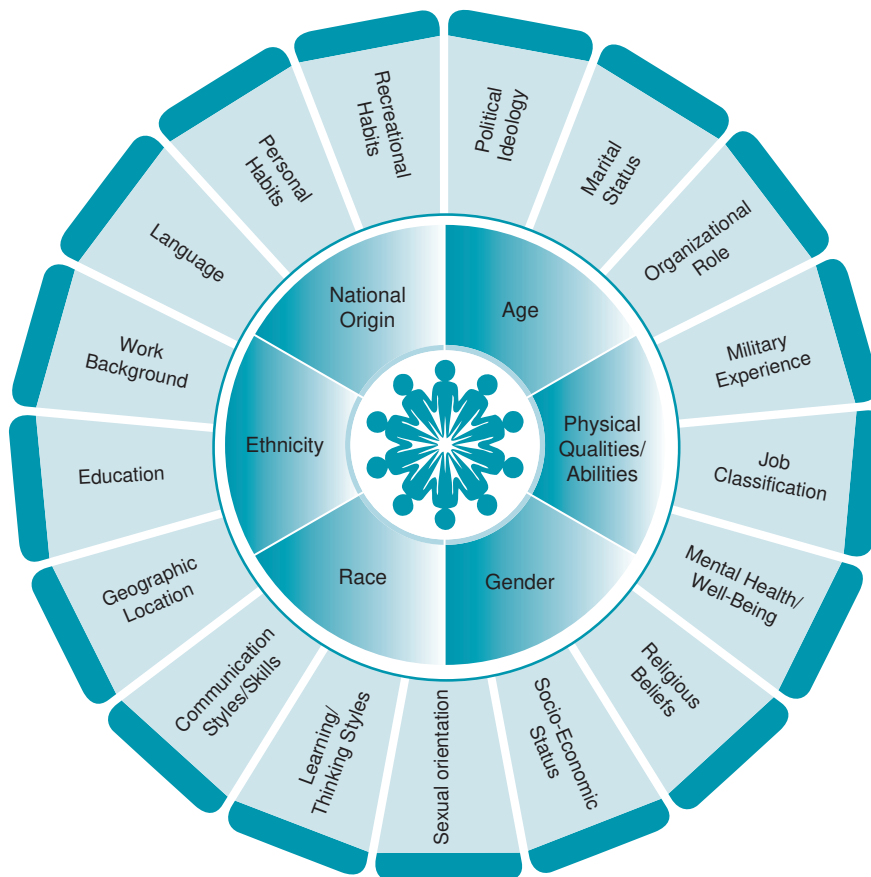 Political
Ideology
Marital
Status
Organizational
Role
Military
Experience
Job
Classification
Mental Health/
Well-Being
Religious
Beliefs
Socio-Economic
Status
Sexual orientation
Learning/
Thinking Styles
Communication
Styles/Skills
Geographic
Location
Education
Work
Background
Language
Personal
Habits
Recreational
Habits
Age
Physical
Qualities/
Abilities
Gender
Race
Ethnicity
National
Origin